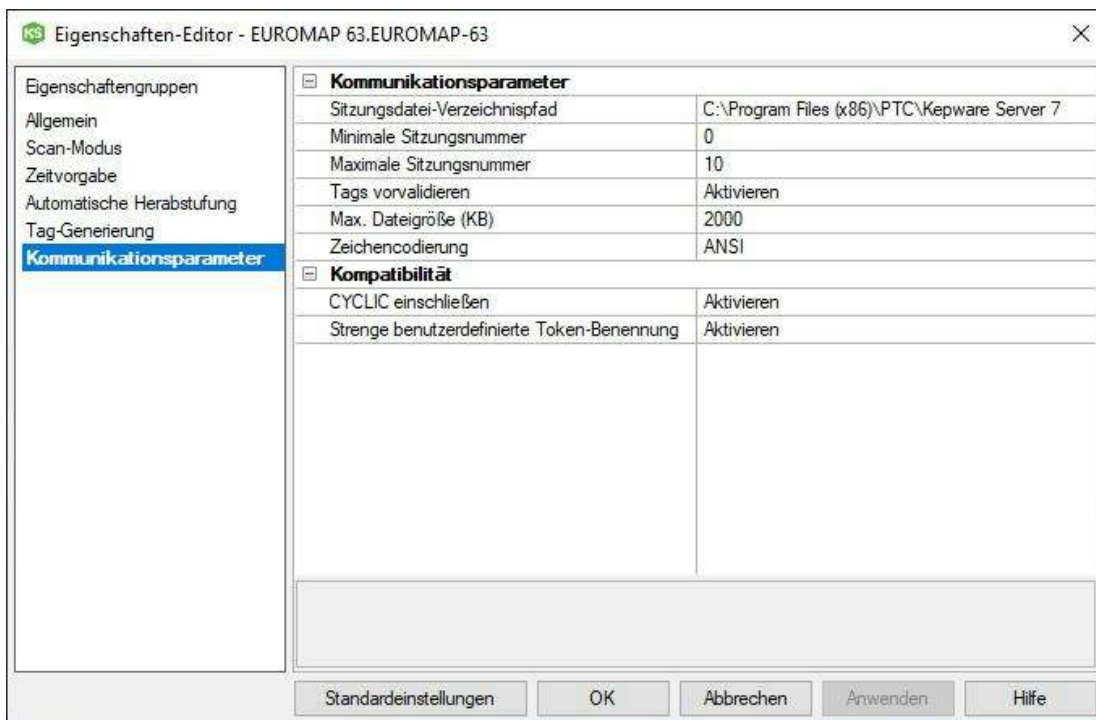 KS Eigenschaften-Editor - EUROMAP 63.EUROMAP-63
Eigenschaftengruppen
Allgemein
Scan-Modus
Zeitvorgabe
Automatische Herabstufung
Tag-Generierung
Kommunikationsparameter
Kommunikationsparameter
Sitzungsdatei-Verzeichnispfad C:\Program Files (x86)\PTC\Kepware Server 7
Minimale Sitzungsnummer 0
Maximale Sitzungsnummer 10
Tags vorvalidieren Aktivieren
Max. Dateigröße (KB) 2000
Zeichencodierung ANSI
Kompatibilität
CYCLIC einschließen Aktivieren
Strenge benutzerdefinierte Token-Benennung Aktivieren
Standardeinstellungen OK Abbrechen Anwenden Hilfe